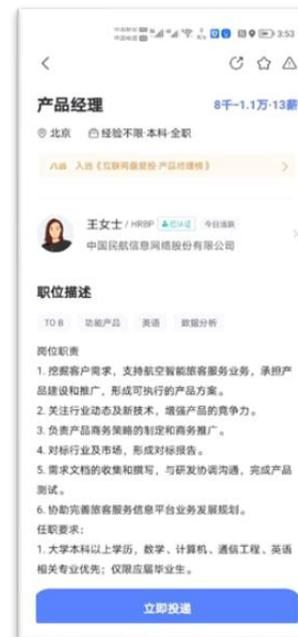 3:53
产品经理
8千-1.1万·13薪
北京 经验不限·本科·全职
入选《互联网最爱投·产品经理榜》
王女士 / HRBP 已认证 今日活跃
中国民航信息网络股份有限公司
职位描述
TO B 功能产品 英语 数据分析
岗位职责
1. 挖掘客户需求，支持航空智能旅客服务业务，承担产
品建设和推广，形成可执行的产品方案。
2. 关注行业动态及新技术，增强产品的竞争力。
3. 负责产品商务策略的制定和商务推广。
4. 对标行业及市场，形成对标报告。
5. 需求文档的收集和撰写，与研发协调沟通，完成产品
测试。
6. 协助完善旅客服务信息平台业务发展规划。
任职要求：
1. 大学本科以上学历，数学、计算机、通信工程、英语
相关专业优先；仅限应届毕业生。
立即投递